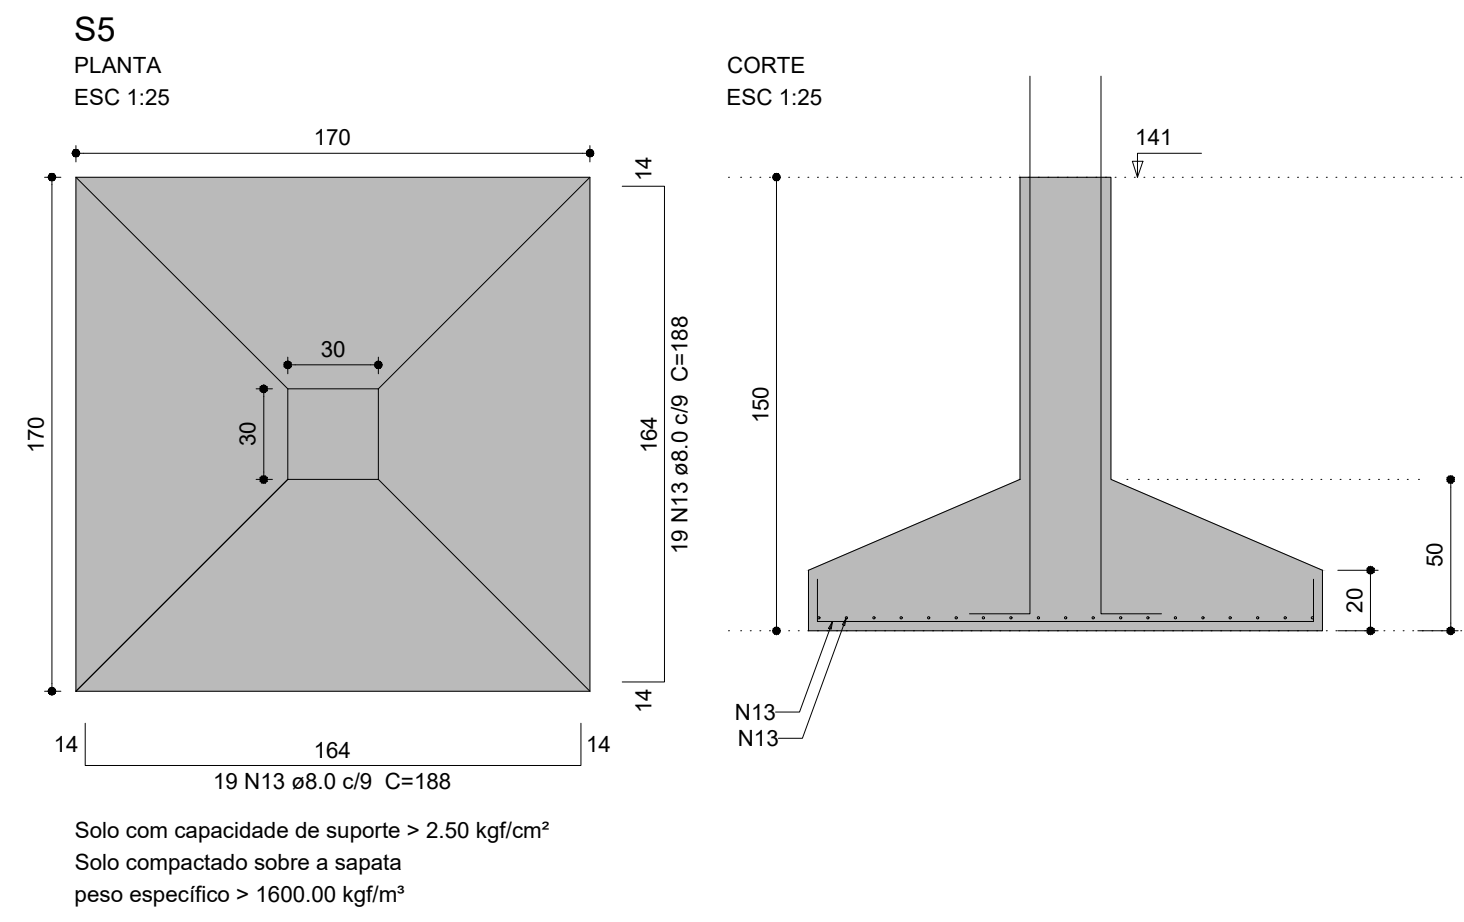 S5
PLANTA
ESC 1:25
170
170
30
30
14
164
14
19 N13 ø8.0 c/9 C=188
14
164
14
19 N13 ø8.0 c/9 C=188
CORTE
ESC 1:25
141
150
50
20
N13
N13
Solo com capacidade de suporte > 2.50 kgf/cm²
Solo compactado sobre a sapata
peso específico > 1600.00 kgf/m³